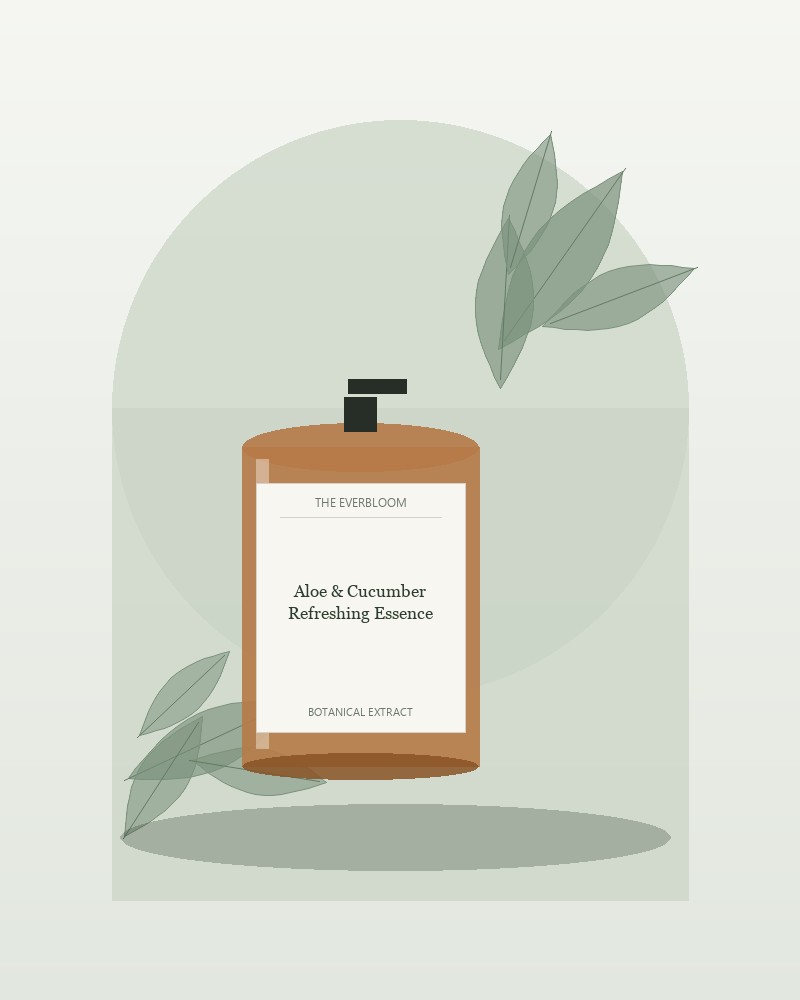 THE EVERBLOOM
Aloe & Cucumber
Refreshing Essence
BOTANICAL EXTRACT